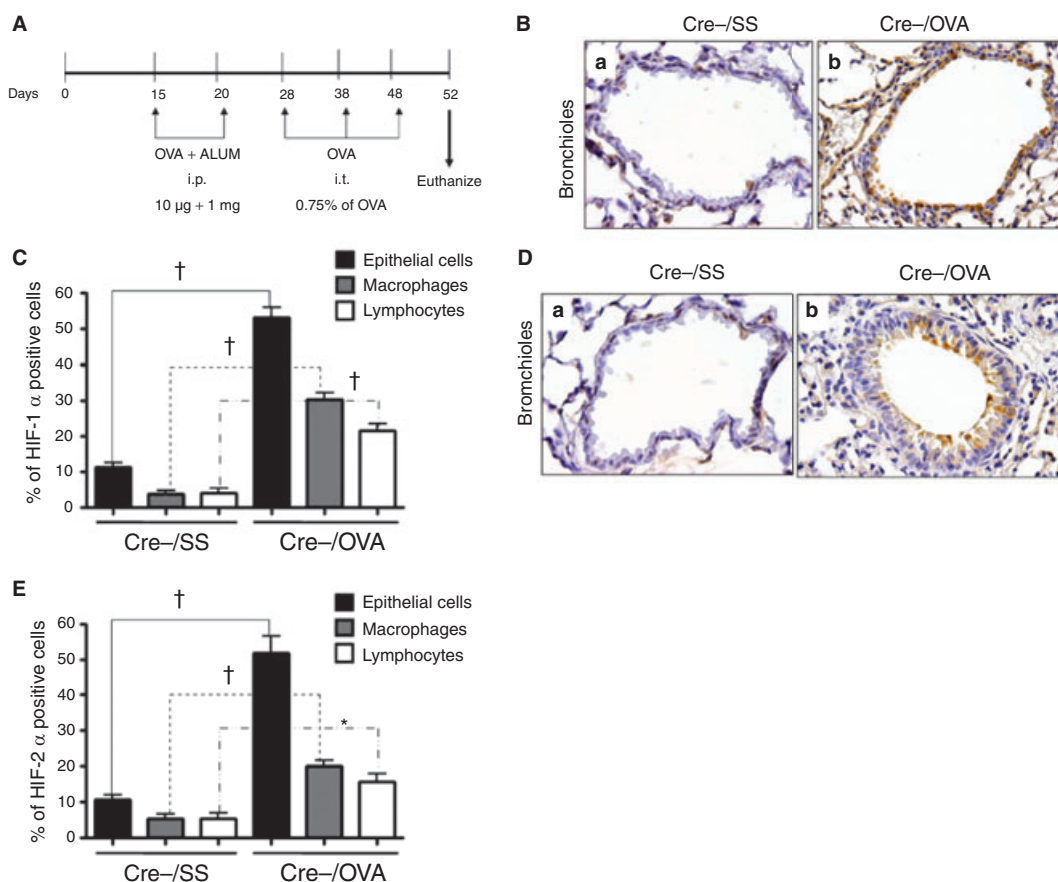 A
Days
0 15 20 28 38 48 52
OVA + ALUM
i.p.
10 µg + 1 mg
OVA
i.t.
0.75% of OVA
Euthanize
B
Cre–/SS Cre–/OVA
Bronchioles
a b
C
Epithelial cells
Macrophages
Lymphocytes
% of HIF-1 α positive cells
60
50
40
30
20
10
0
†
†
†
Cre–/SS Cre–/OVA
D
Cre–/SS Cre–/OVA
Bromchioles
a b
E
Epithelial cells
Macrophages
Lymphocytes
% of HIF-2 α positive cells
60
50
40
30
20
10
0
†
†
*
Cre–/SS Cre–/OVA